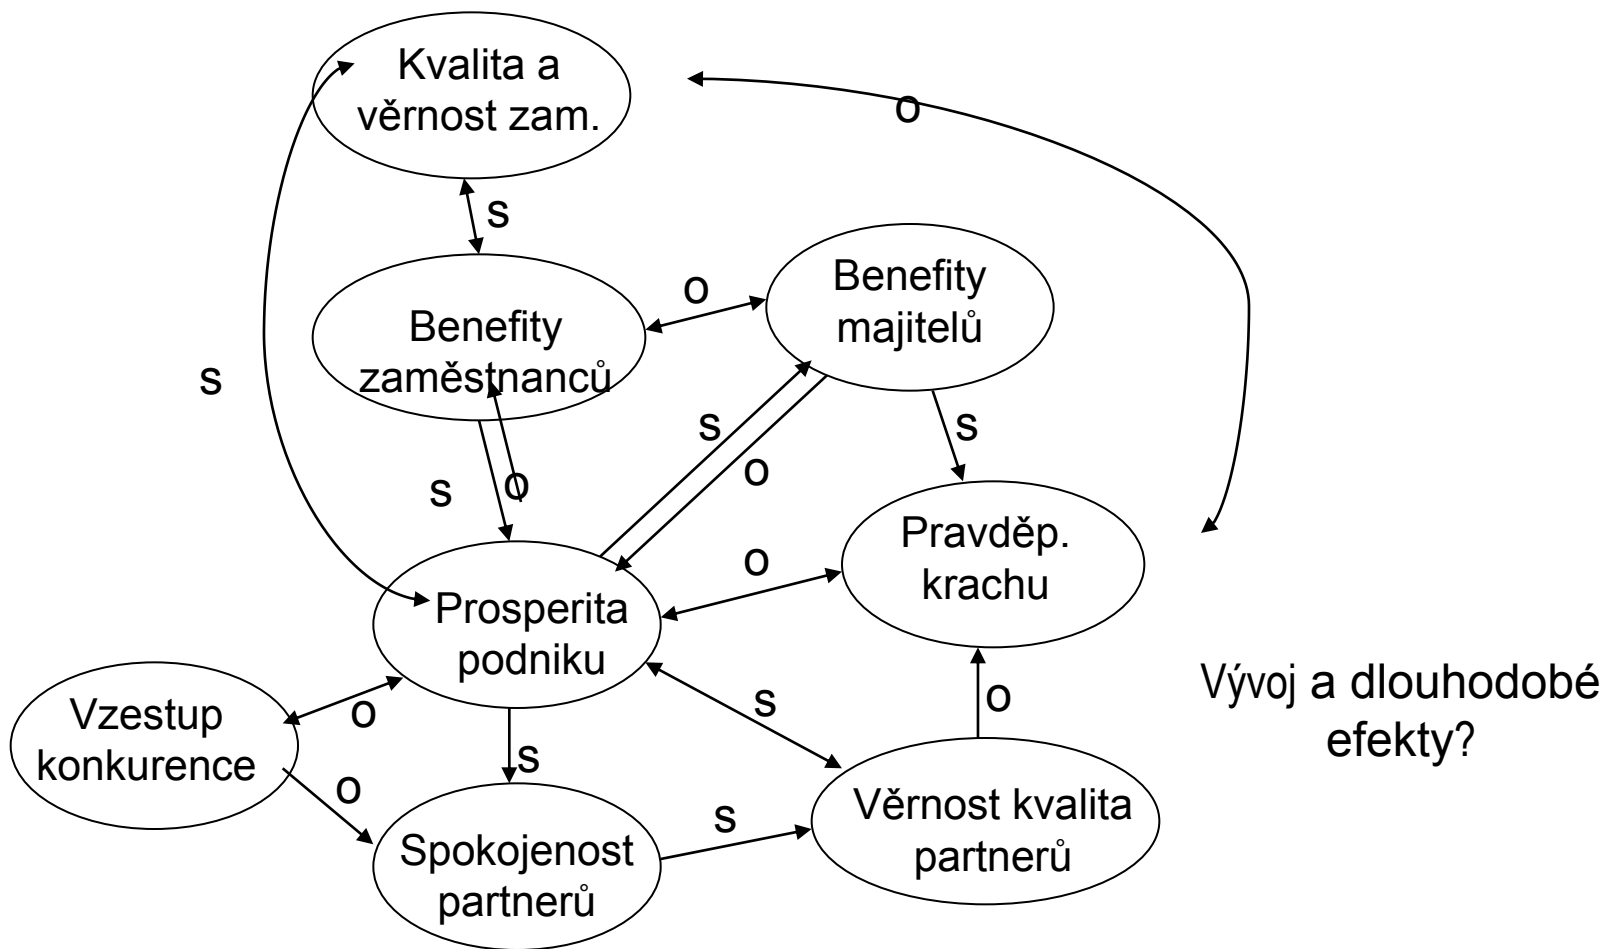 Kvalita a
věrnost zam.
o
s
Benefity
majitelů
o
Benefity
zaměstnanců
s
s
s
o
s
o
Pravděp.
krachu
o
Prosperita
podniku
Vývoj a dlouhodobé
efekty?
Vzestup
konkurence
o
s
o
s
o
s
Věrnost kvalita
partnerů
Spokojenost
partnerů